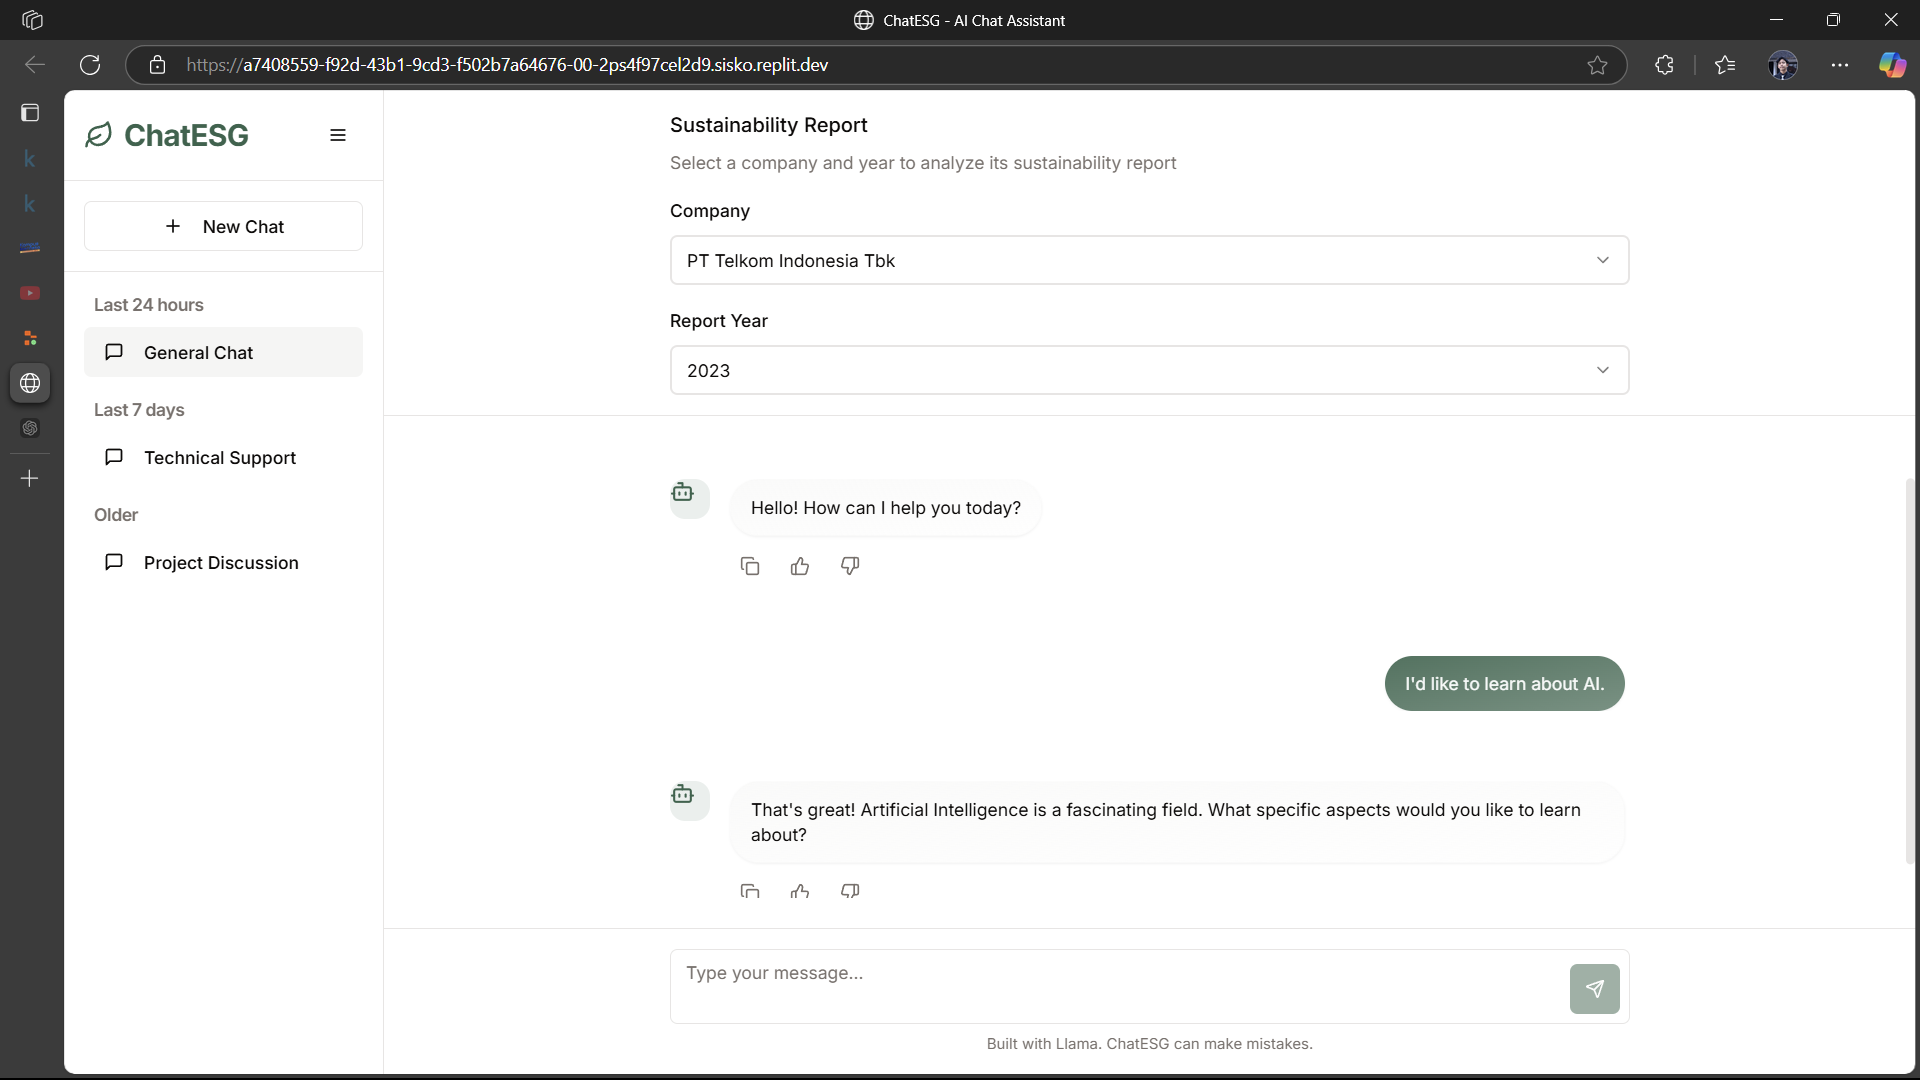 ChatESG - AI Chat Assistant
https://a7408559-f92d-43b1-9cd3-f502b7a64676-00-2ps4f97cel2d9.sisko.replit.dev
k
k
ChatESG
New Chat
Last 24 hours
General Chat
Last 7 days
Technical Support
Older
Project Discussion
Sustainability Report
Select a company and year to analyze its sustainability report
Company
PT Telkom Indonesia Tbk
Report Year
2023
Hello! How can I help you today?
I'd like to learn about AI.
That's great! Artificial Intelligence is a fascinating field. What specific aspects would you like to learn
about?
Type your message...
Built with Llama. ChatESG can make mistakes.